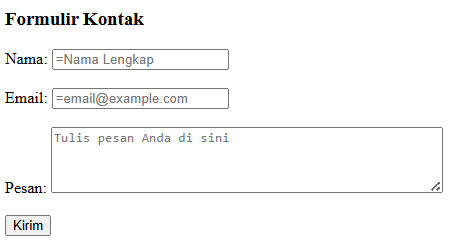 Formulir Kontak
Nama: =Nama Lengkap
Email: =email@example.com
Tulis pesan Anda di sini
Pesan:
Kirim